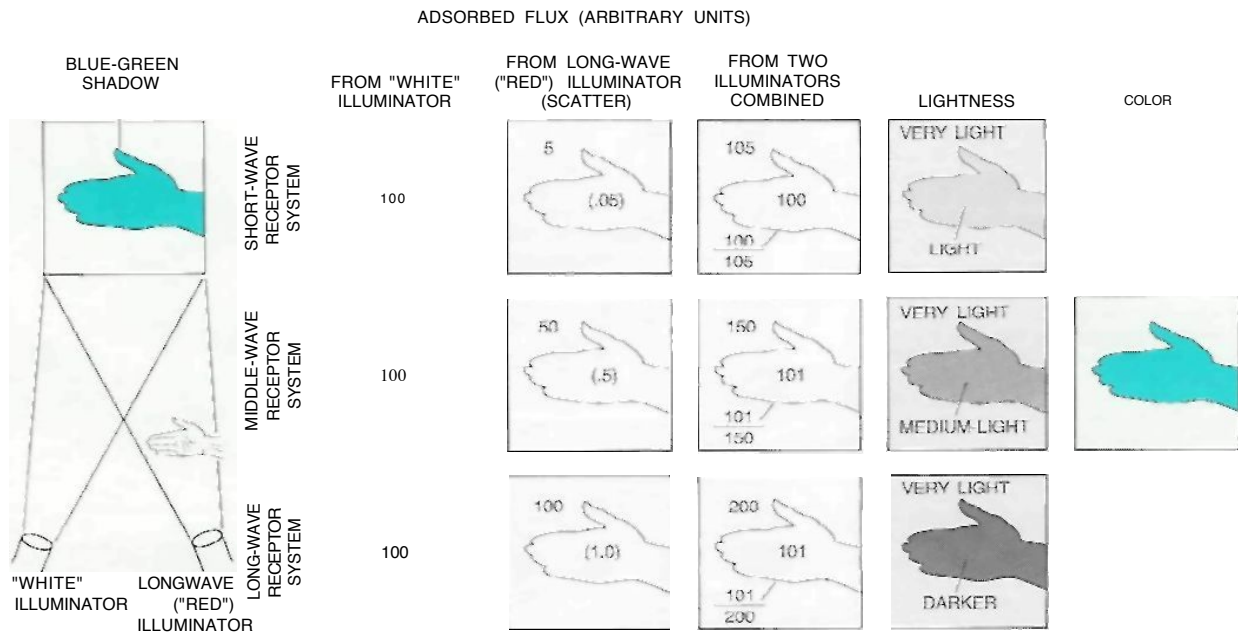 ADSORBED FLUX (ARBITRARY UNITS)
BLUE-GREEN
SHADOW
FROM "WHITE"
ILLUMINATOR
FROM LONG-WAVE
("RED") ILLUMINATOR
(SCATTER)
FROM TWO
ILLUMINATORS
COMBINED
LIGHTNESS
COLOR
SHORT-WAVE
RECEPTOR
SYSTEM
100
5
(.05)
105
100
100
105
VERY LIGHT
LIGHT
MIDDLE-WAVE
RECEPTOR
SYSTEM
100
50
(.5)
150
101
101
150
VERY LIGHT
MEDIUM-LIGHT
LONG-WAVE
RECEPTOR
SYSTEM
100
100
(1.0)
200
101
101
200
VERY LIGHT
DARKER
"WHITE"
ILLUMINATOR
LONGWAVE
("RED")
ILLUMINATOR